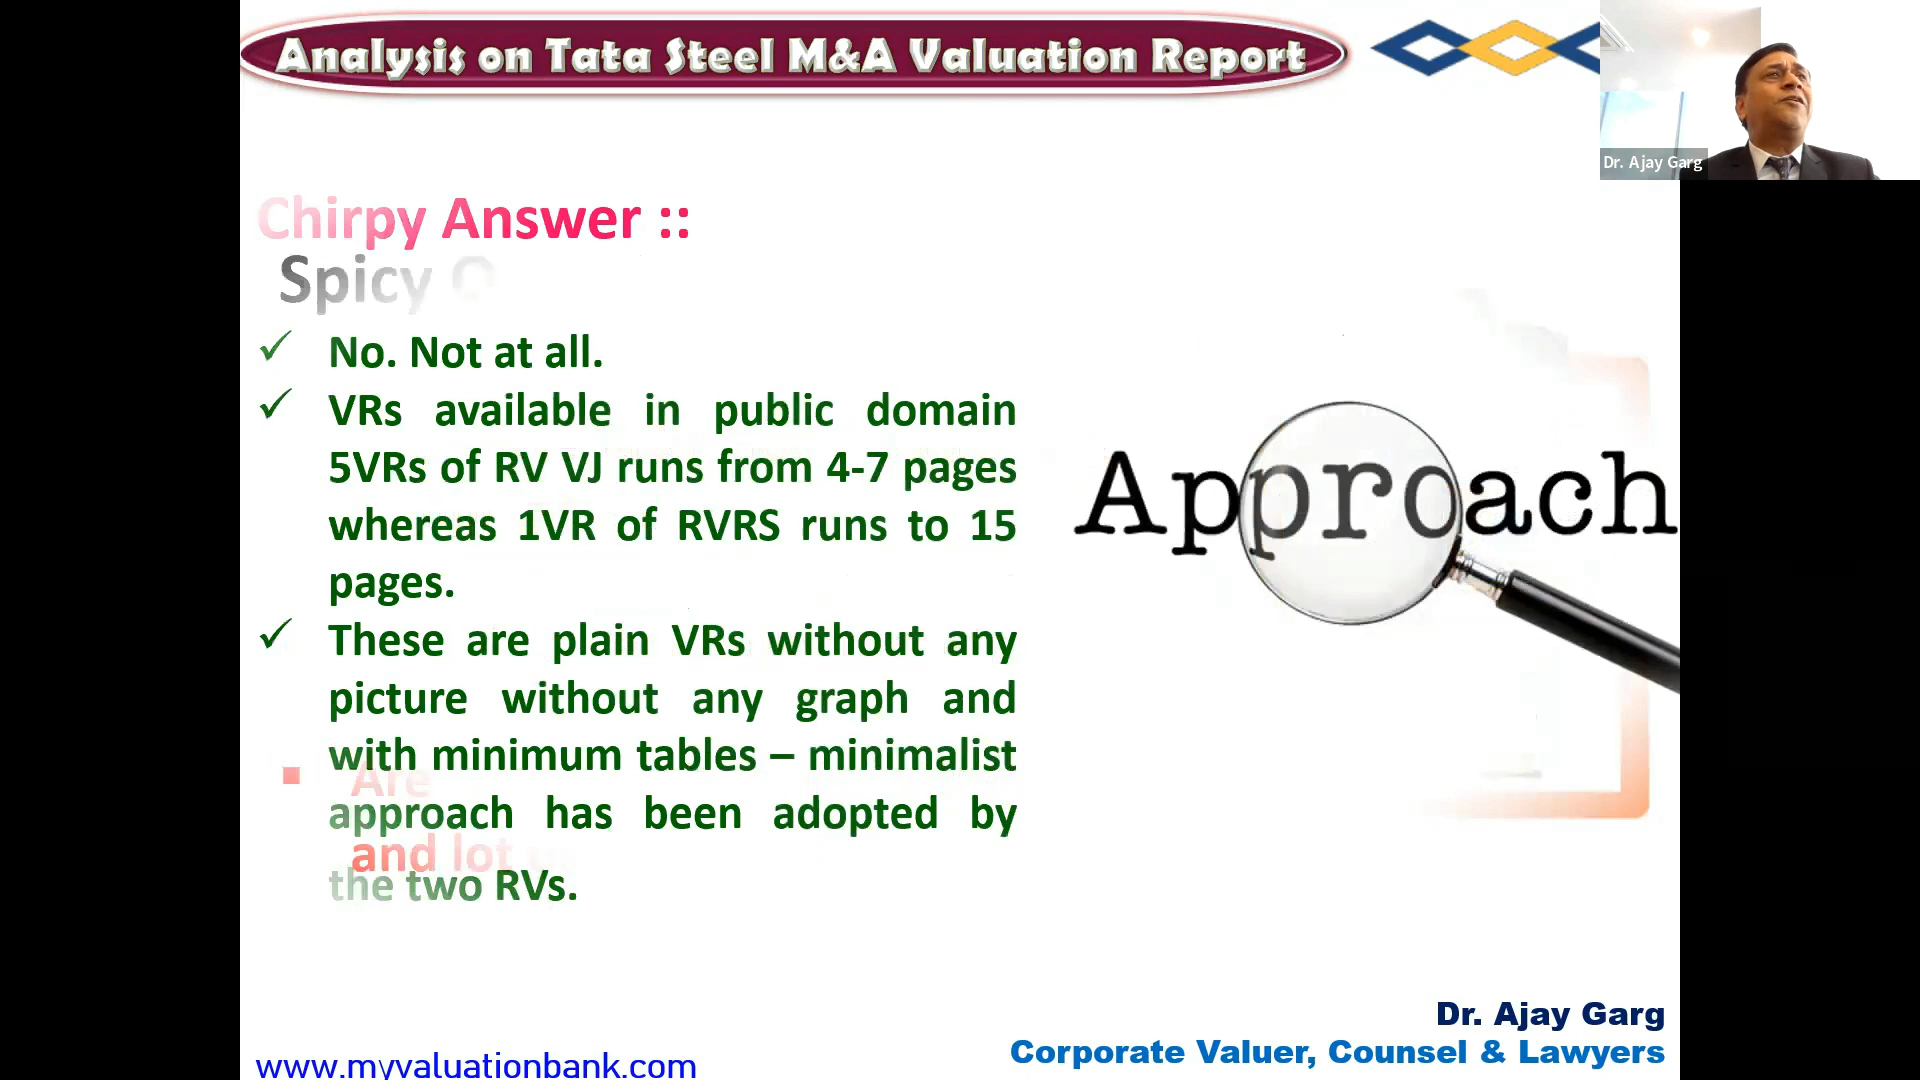 Analysis on Tata Steel M&A Valuation Report
Dr. Ajay Garg
Chirpy Answer ::
Spicy Q
No. Not at all.
VRs available in public domain
5VRs of RV VJ runs from 4-7 pages
whereas 1VR of RVRS runs to 15
pages.
These are plain VRs without any
picture without any graph and
with minimum tables – minimalist
Are
approach has been adopted by
and lot
the two RVs.
Approach
Dr. Ajay Garg
Corporate Valuer, Counsel & Lawyers
www.myvaluationbank.com